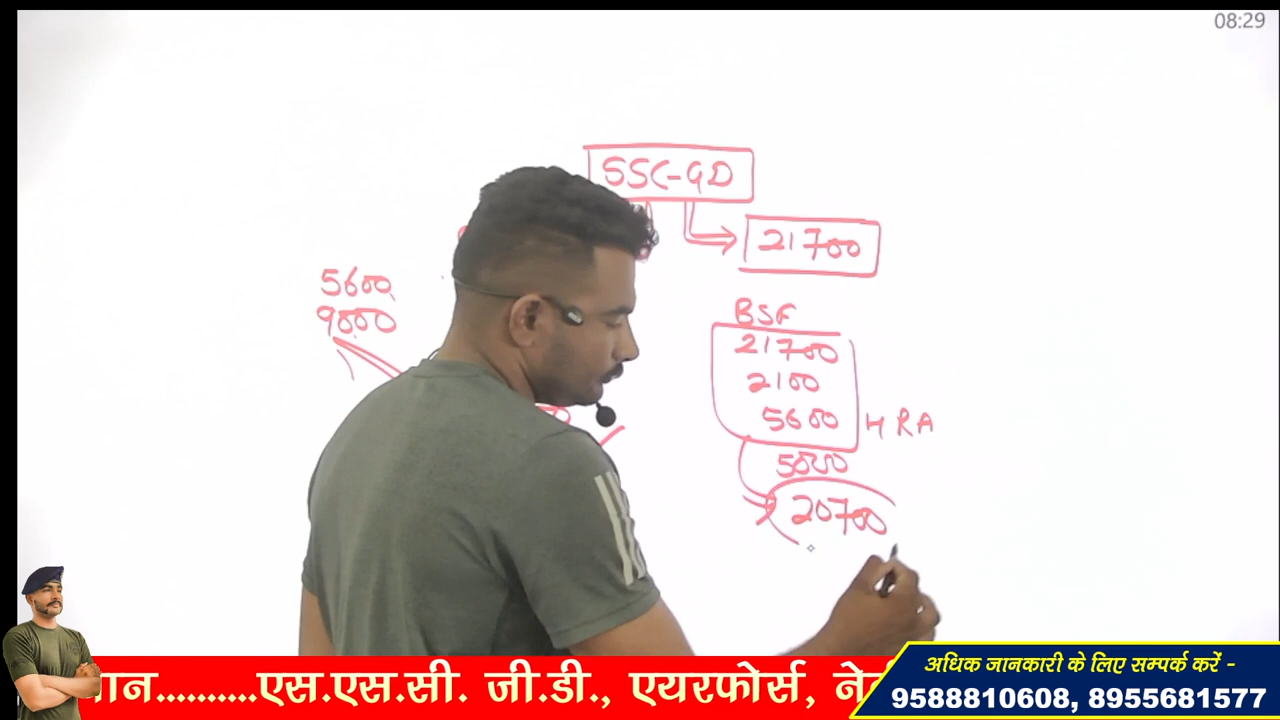 08:29
SSC-GD
21700
5600
9000
BSF
21700
2100
5600 HRA
5000
20700
अधिक जानकारी के लिए सम्पर्क करें -
एस.एस.सी. जी.डी., एयरफोर्स,
9588810608, 8955681577